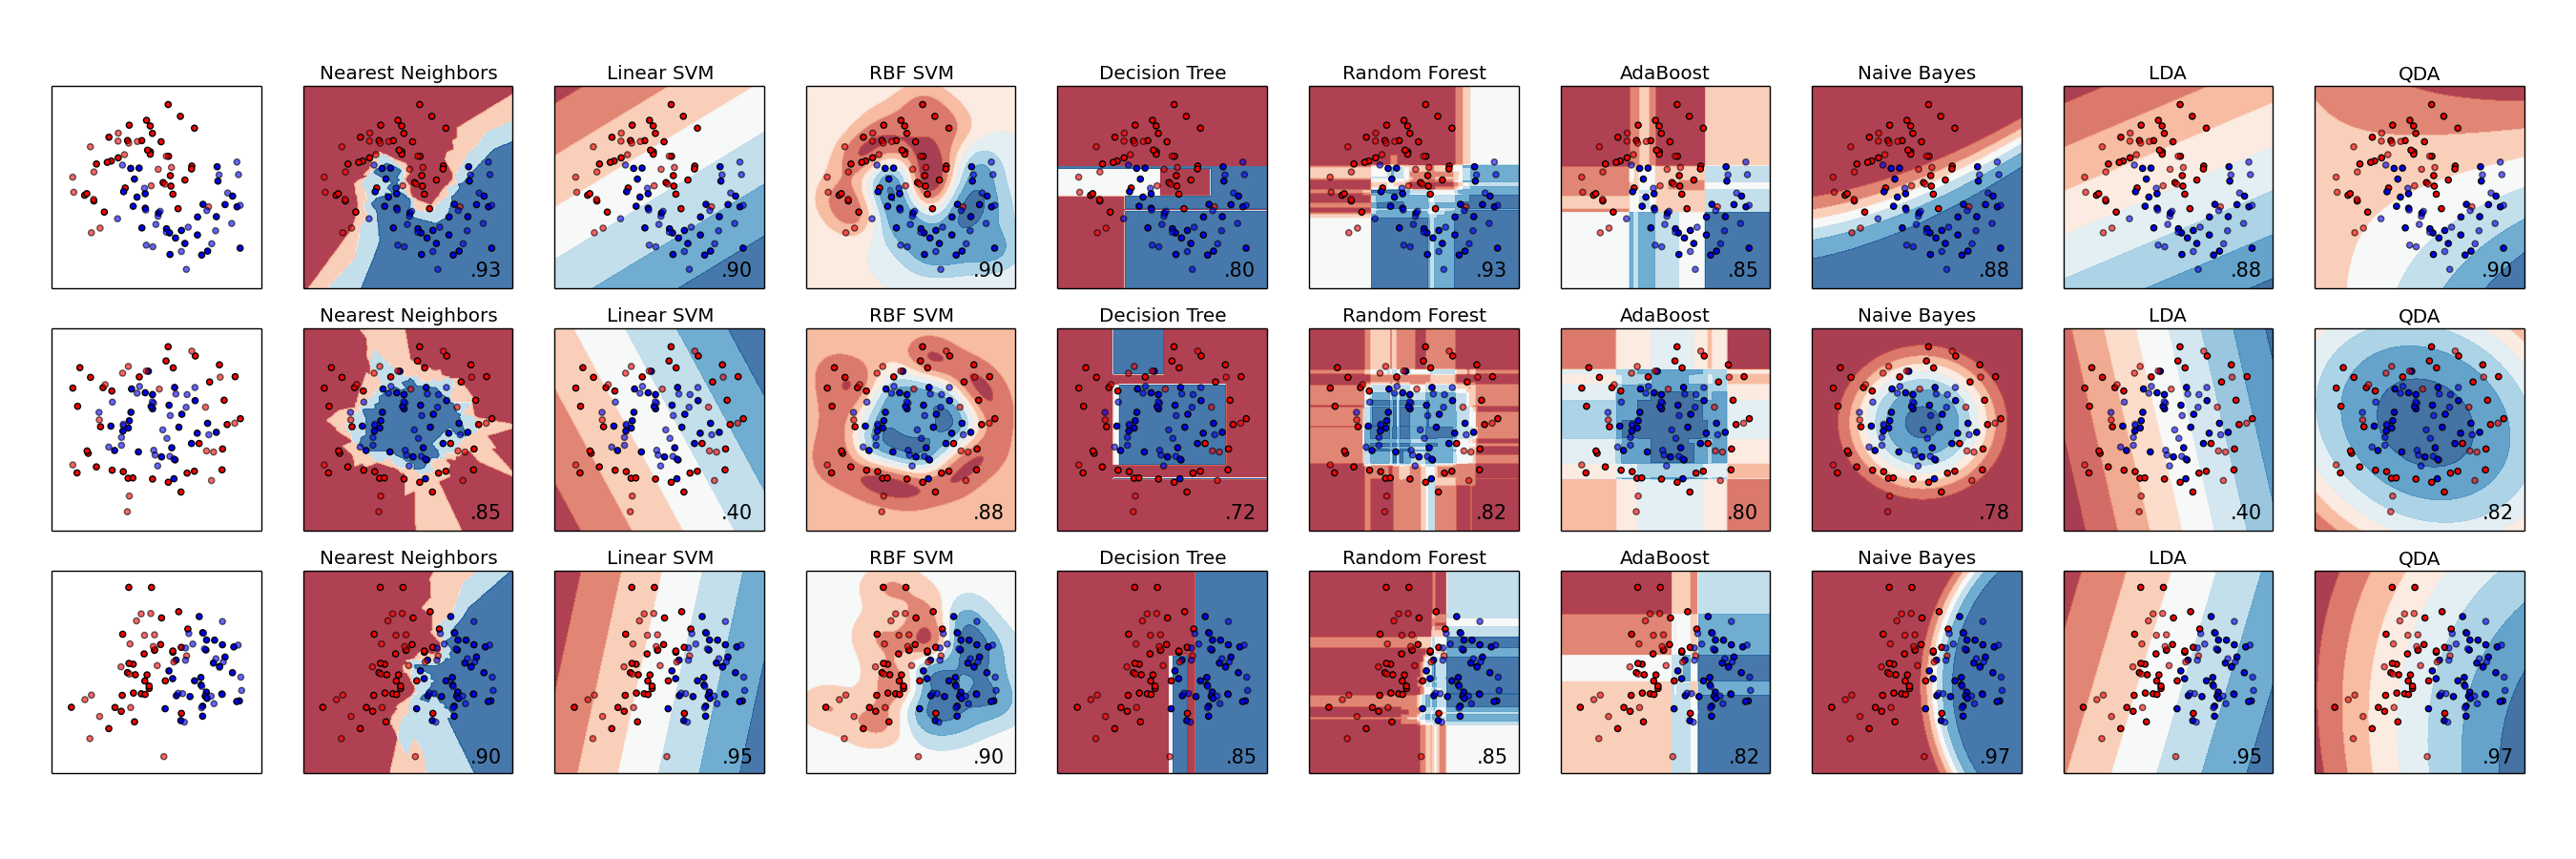 Nearest Neighbors Linear SVM RBF SVM Decision Tree Random Forest AdaBoost Naive Bayes LDA QDA
.93 .90 .90 .80 .93 .85 .88 .88 .90
Nearest Neighbors Linear SVM RBF SVM Decision Tree Random Forest AdaBoost Naive Bayes LDA QDA
.85 .40 .88 .72 .82 .80 .78 .40 .82
Nearest Neighbors Linear SVM RBF SVM Decision Tree Random Forest AdaBoost Naive Bayes LDA QDA
.90 .95 .90 .85 .85 .82 .97 .95 .97